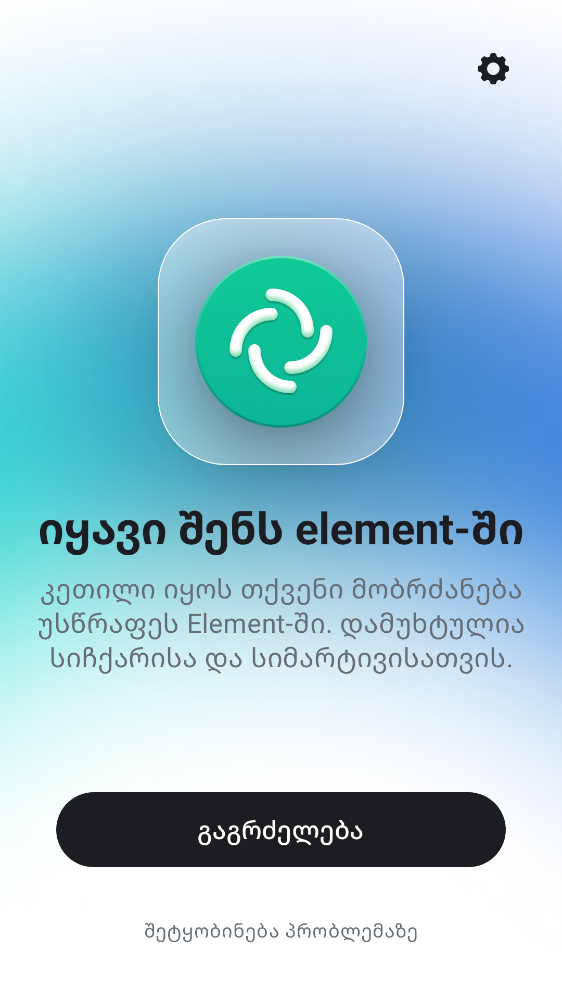 იყავი შენს element-ში
კეთილი იყოს თქვენი მობრძანება
უსწრაფეს Element-ში. დამუხტულია
სიჩქარისა და სიმარტივისათვის.
გაგრძელება
შეტყობინება პრობლემაზე